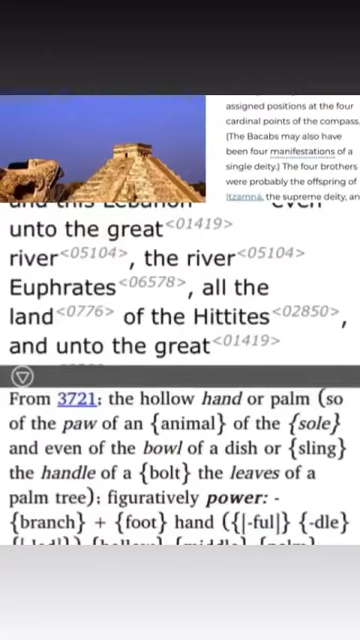 assigned positions at the four
cardinal points of the compass.
(The Bacabs may also have
been four manifestations of a
single deity.) The four brothers
were probably the offspring of
Itzamná, the supreme deity, an
and this Lebanon even
unto the great<01419>
river<05104>, the river<05104>
Euphrates<06578>, all the
land<0776> of the Hittites<02850>,
and unto the great<01419>
From 3721; the hollow hand or palm (so
of the paw of an {animal} of the {sole}
and even of the bowl of a dish or {sling}
the handle of a {bolt} the leaves of a
palm tree); figuratively power: -
{branch} + {foot} hand ({|-ful|} {-dle}